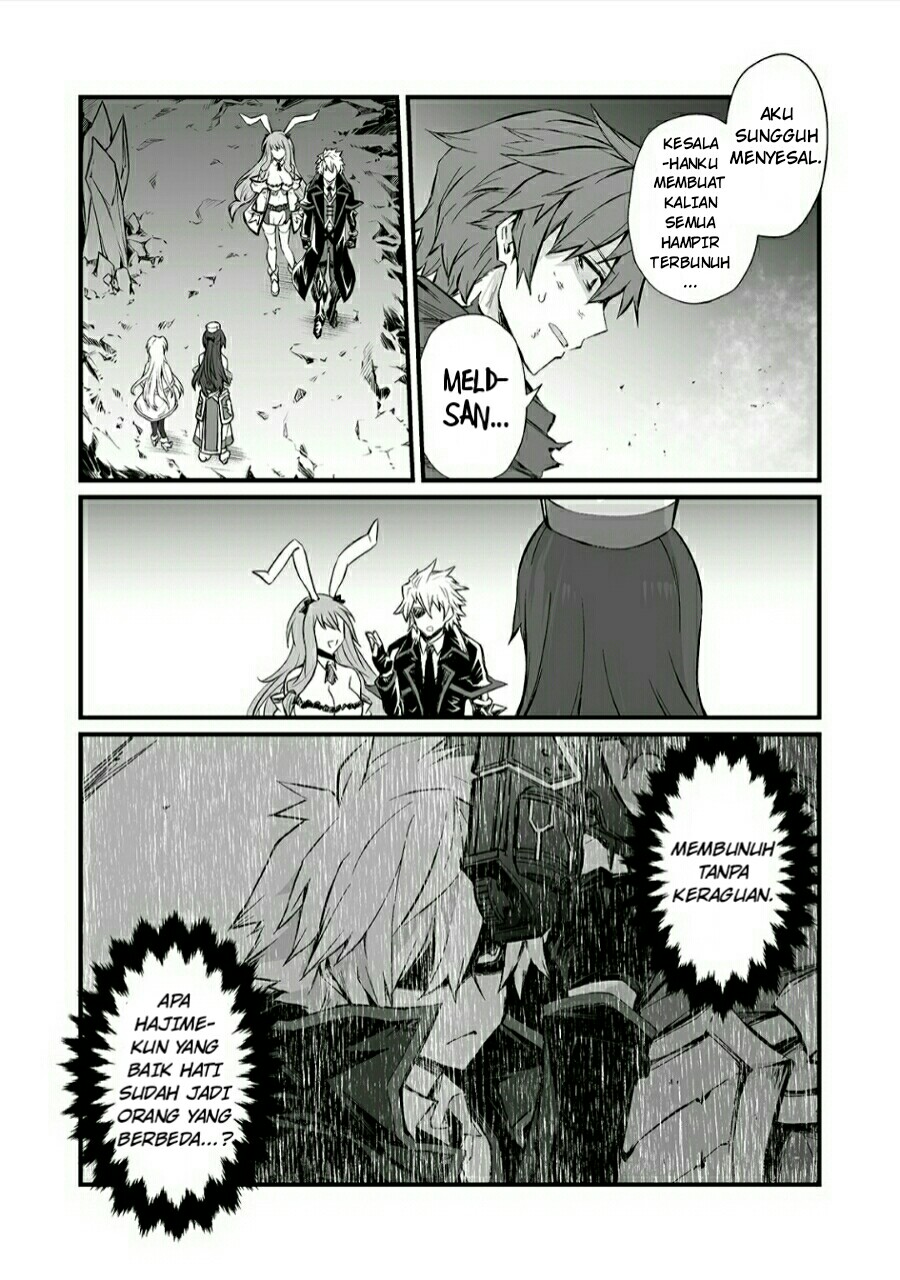 AKU
SUNGGUH
MENYESAL.
KESALA
-HANKU
MEMBUAT
KALIAN
SEMUA
HAMPIR
TERBUNUH
...
MELD-
SAN...
MEMBUNUH
TANPA
KERAGUAN.
APA
HAJIME-
KUN YANG
BAIK HATI
SUDAH JADI
ORANG YANG
BERBEDA...?